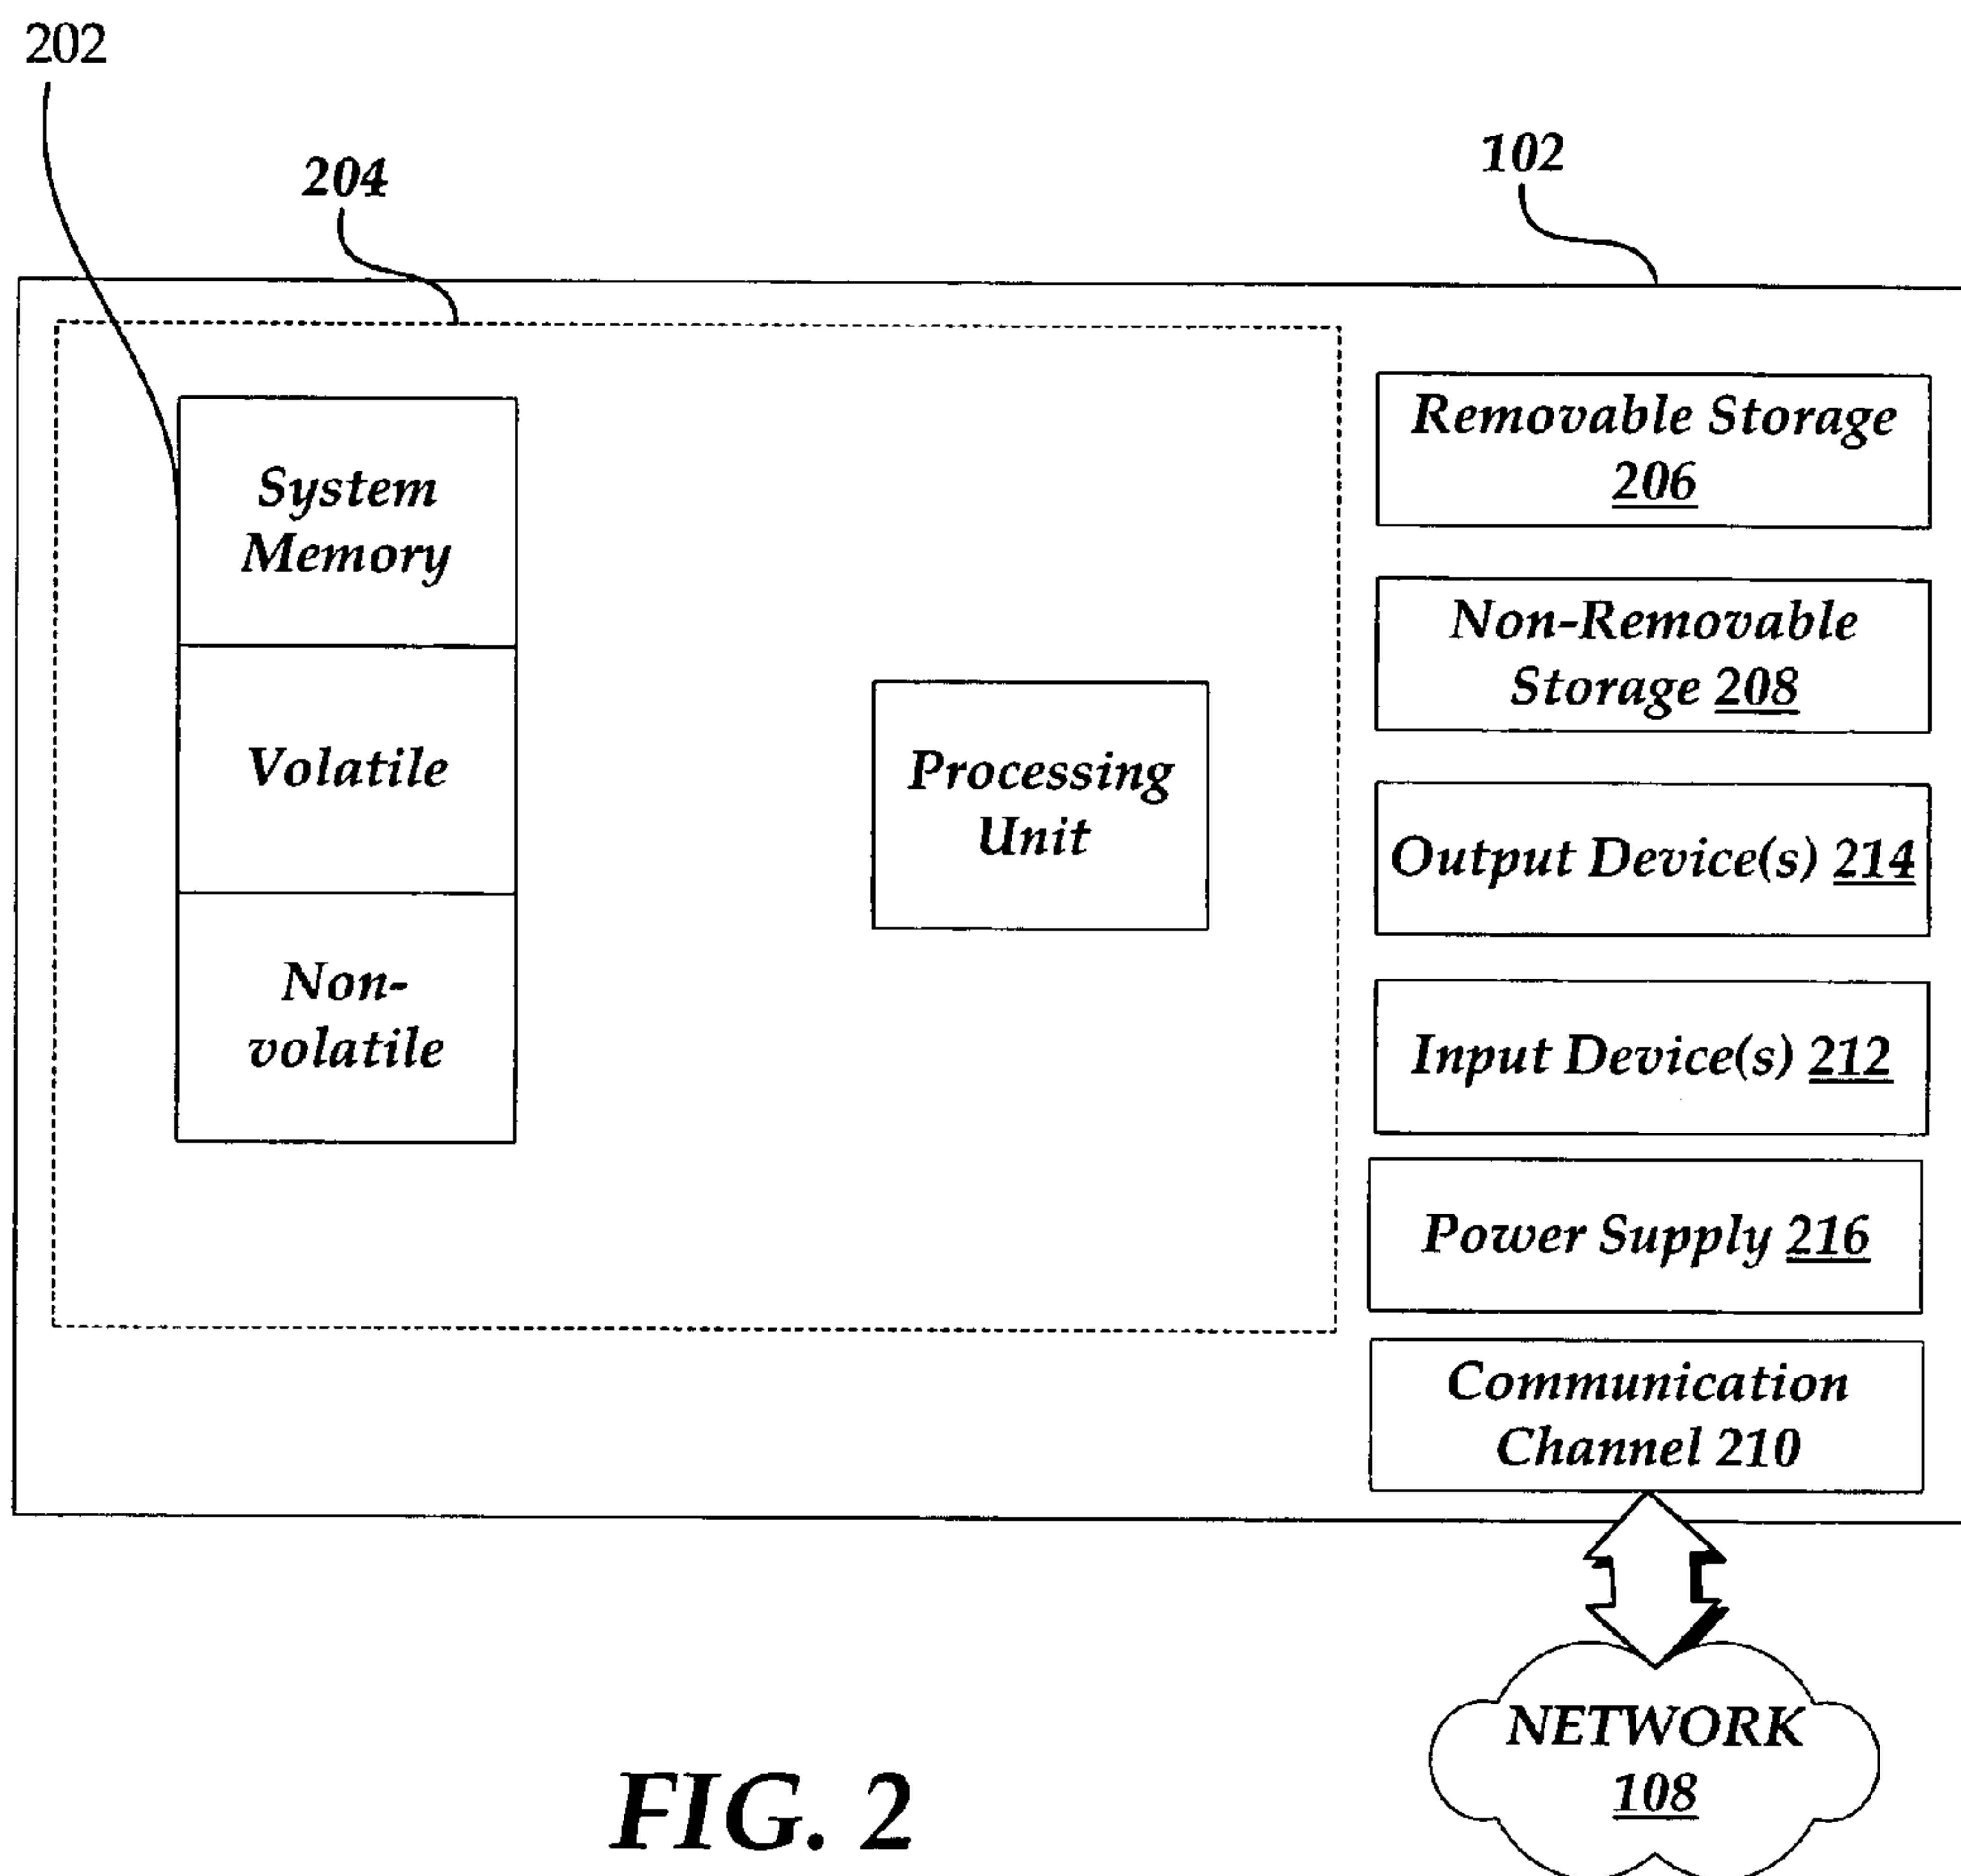 202
204
102
System
Memory
Volatile
Non-
volatile
Processing
Unit
Removable Storage
206
Non-Removable
Storage 208
Output Device(s) 214
Input Device(s) 212
Power Supply 216
Communication
Channel 210
NETWORK
108
FIG. 2